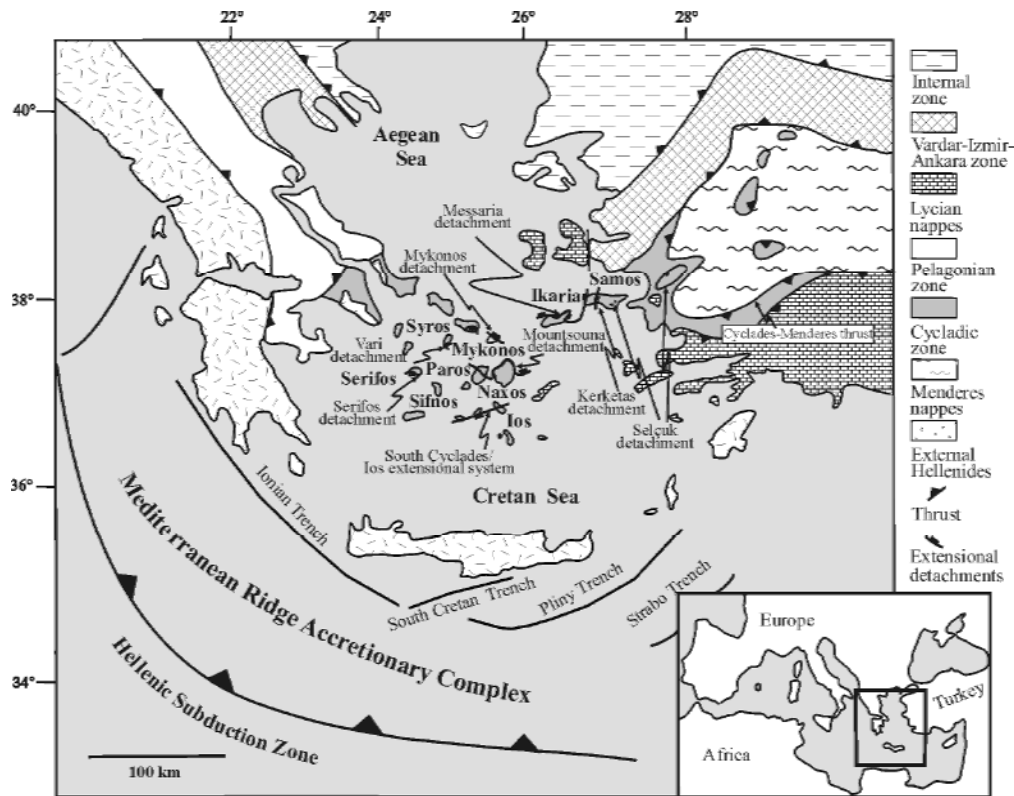 22°
24°
26°
28°
40°
38°
36°
34°
Aegean
Sea
Messaria
detachment
Mykonos
detachment
Samos
Ikaria
Syros
Mykonos
Mountsouna
detachment
Cyclades-Menderes thrust
Vari
detachment
Serifos
Paros
Naxos
Sifnos
Ios
Kerketas
detachment
Serifos
detachment
Selçuk
detachment
South Cyclades/
Ios extensional system
Cretan Sea
Ionian Trench
South Cretan Trench
Pliny Trench
Strabo Trench
Mediterranean Ridge Accretionary Complex
Hellenic Subduction Zone
100 km
Internal
zone
Vardar-Izmir-
Ankara zone
Lycian
nappes
Pelagonian
zone
Cycladic
zone
Menderes
nappes
External
Hellenides
Thrust
Extensional
detachments
Europe
Turkey
Africa